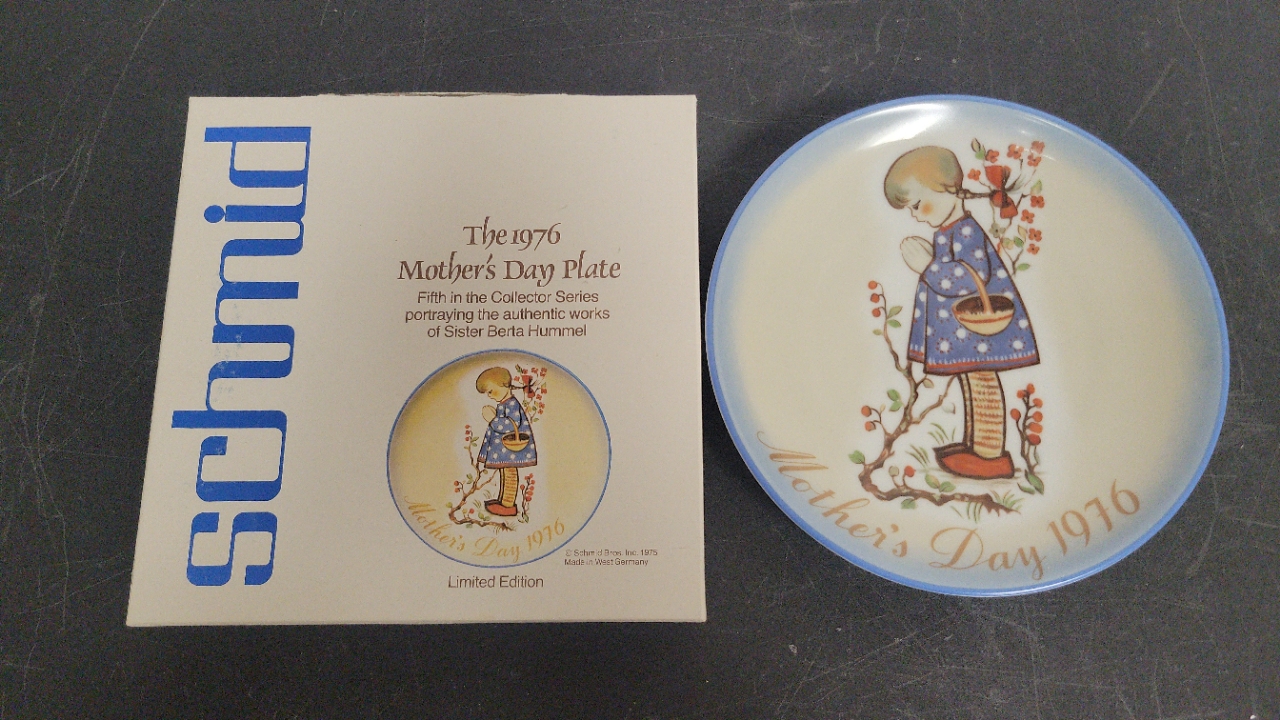 schmid
The 1976
Mother's Day Plate
Fifth in the Collector Series
portraying the authentic works
of Sister Berta Hummel
Mother's Day 1976
© Schmid Bros. Inc. 1975
Made in West Germany
Limited Edition
Mother's Day 1976